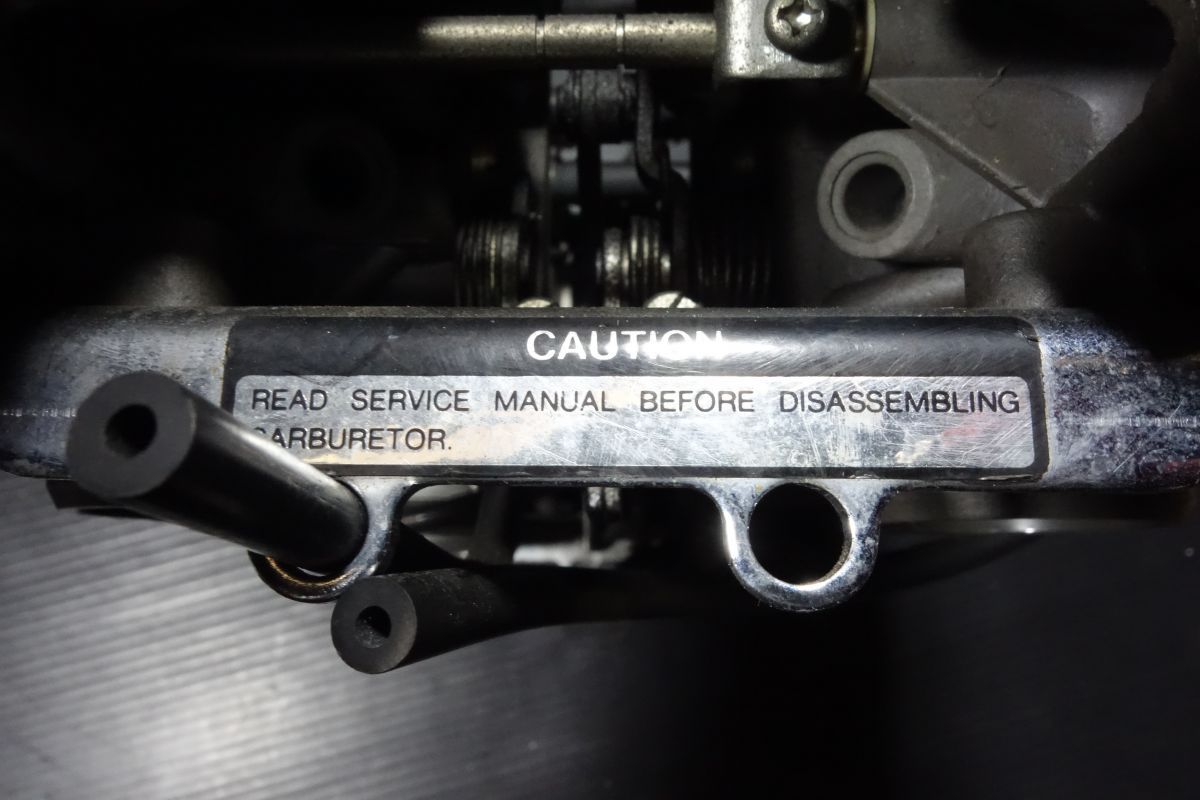 CAUTION
READ SERVICE MANUAL BEFORE DISASSEMBLING
CARBURETOR.